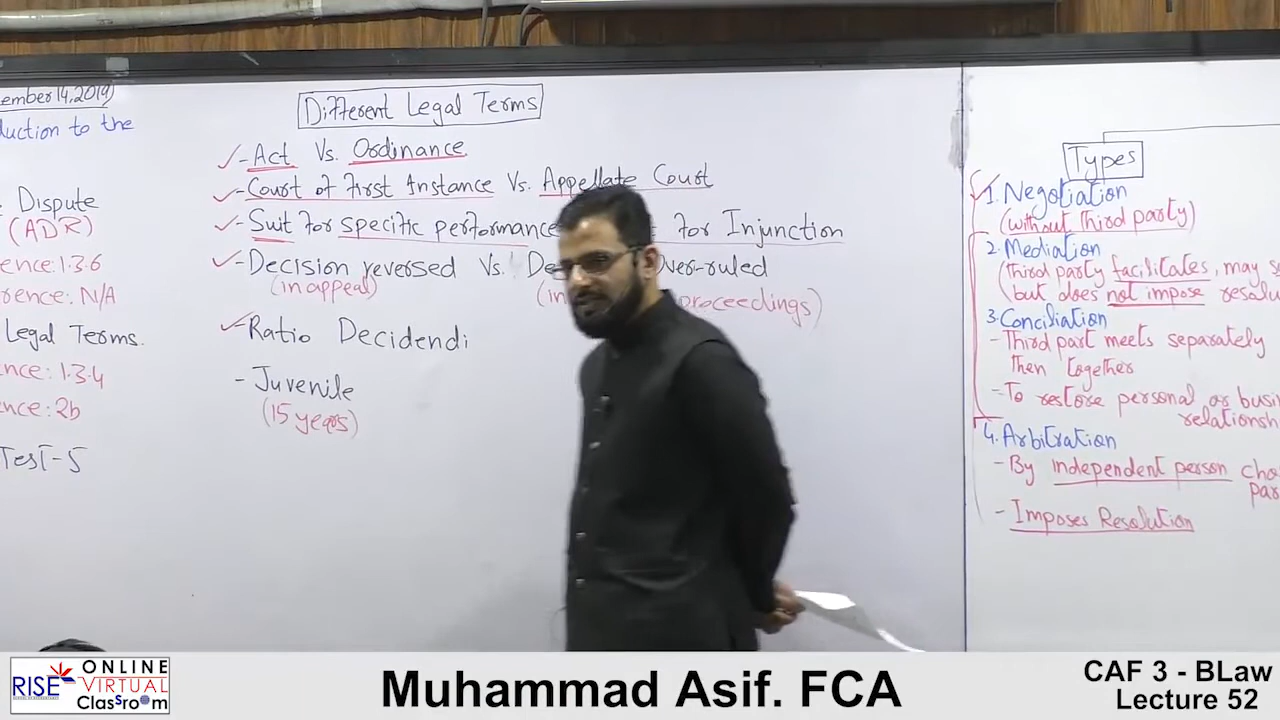 ember 14, 2019)
duction to the
Dispute
(ADR)
ence: 1.3.6
rence: N/A
Legal Terms.
nce: 1.3.4
nce: 2b
Test-5
Different Legal Terms
- Act Vs. Ordinance
- Court of First Instance Vs. Appellate Court
- Suit for specific performance for Injunction
- Decision reversed Vs. De Over-ruled
(in appeal) (in proceedings)
- Ratio Decidendi
- Juvenile
(15 years)
Types
1. Negotiation
(without third party)
2. Mediation
(Third party facilitates, may s
but does not impose resolu
3. Conciliation
- Third part meets separately
then together
- To restore personal or busi
relationsh
4. Arbitration
- By independent person cho
par
- Imposes Resolution
RISE ONLINE VIRTUAL Classroom
Muhammad Asif. FCA
CAF 3 - BLaw
Lecture 52